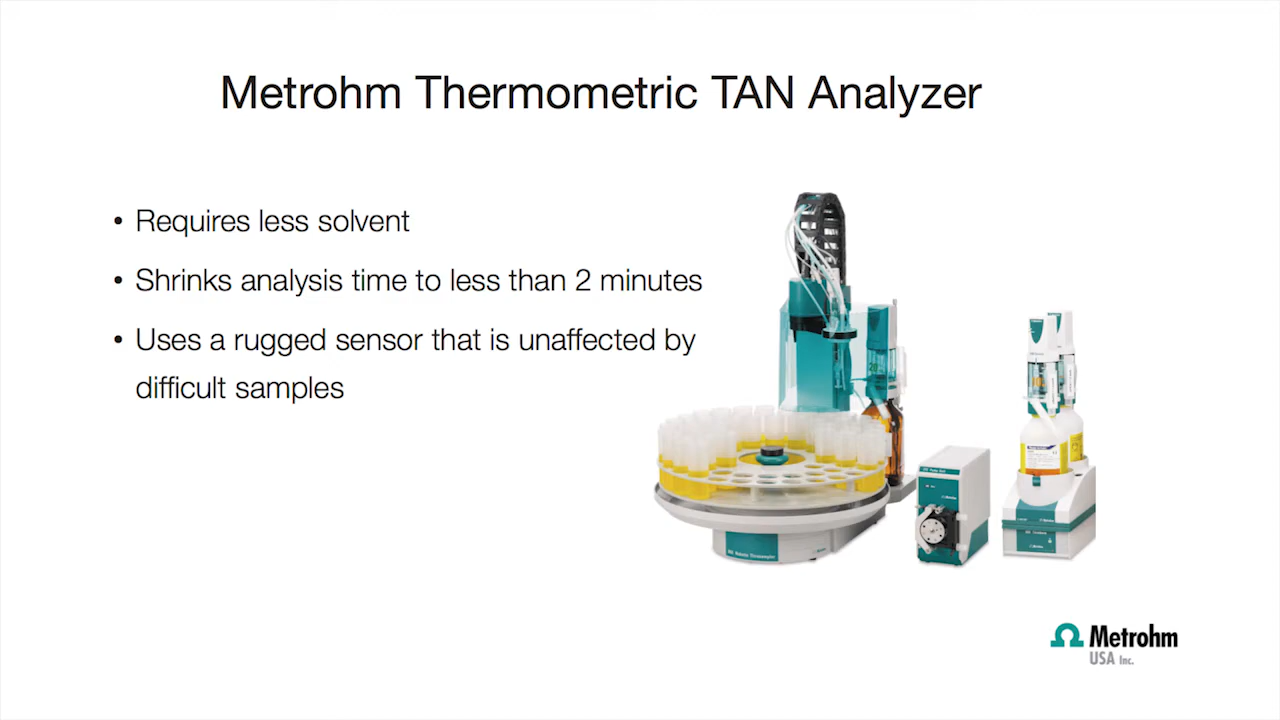 Metrohm Thermometric TAN Analyzer
• Requires less solvent
• Shrinks analysis time to less than 2 minutes
• Uses a rugged sensor that is unaffected by
difficult samples
Metrohm
USA Inc.